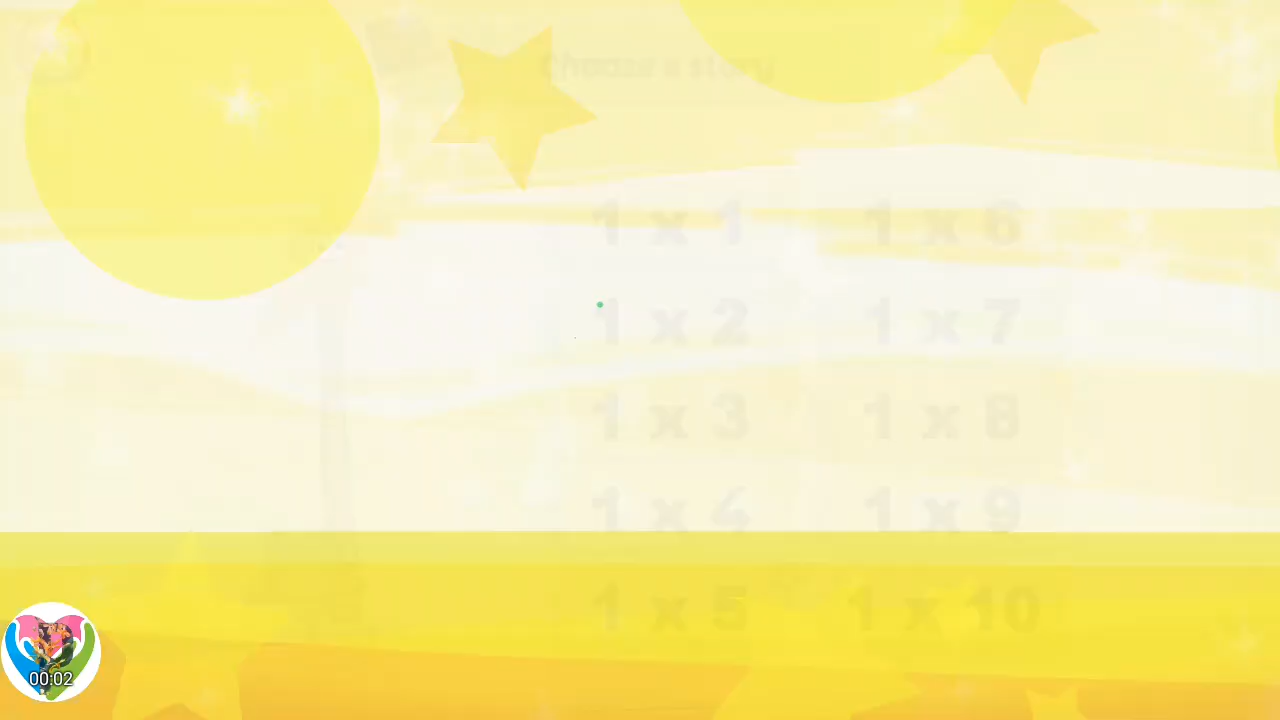 Choose a story
1 x 1 1 x 6
1 x 2 1 x 7
1 x 3 1 x 8
1 x 4 1 x 9
1 x 5 1 x 10
00:02